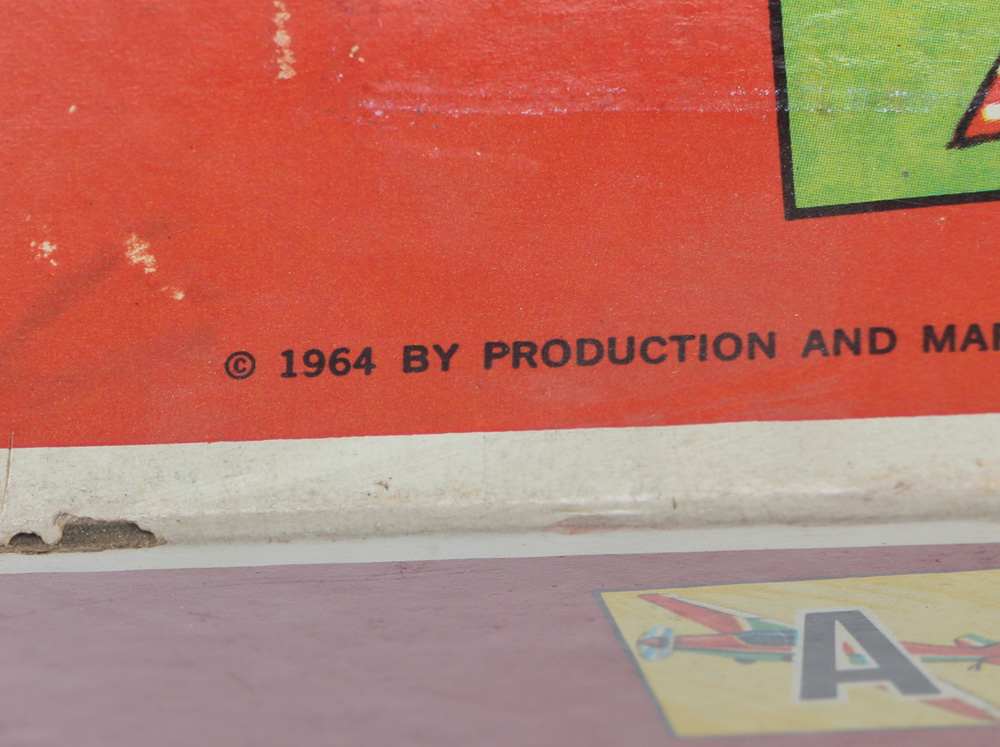 © 1964 BY PRODUCTION AND
A